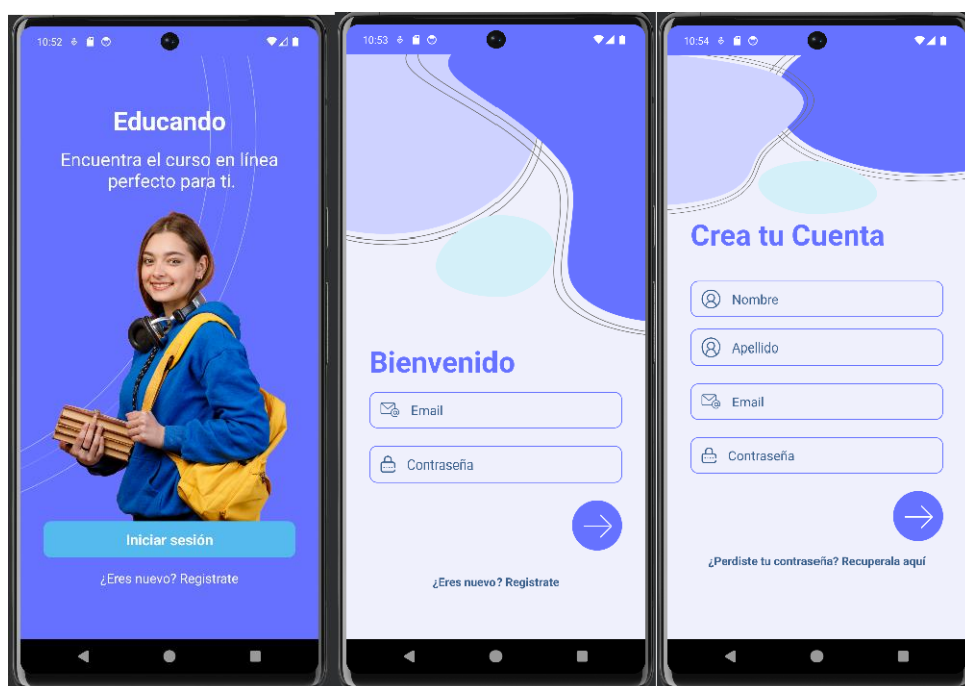 10:52
Educando
Encuentra el curso en línea
perfecto para ti.
Iniciar sesión
¿Eres nuevo? Registrate
10:53
Bienvenido
Email
Contraseña
¿Eres nuevo? Registrate
10:54
Crea tu Cuenta
Nombre
Apellido
Email
Contraseña
¿Perdiste tu contraseña? Recuperala aquí